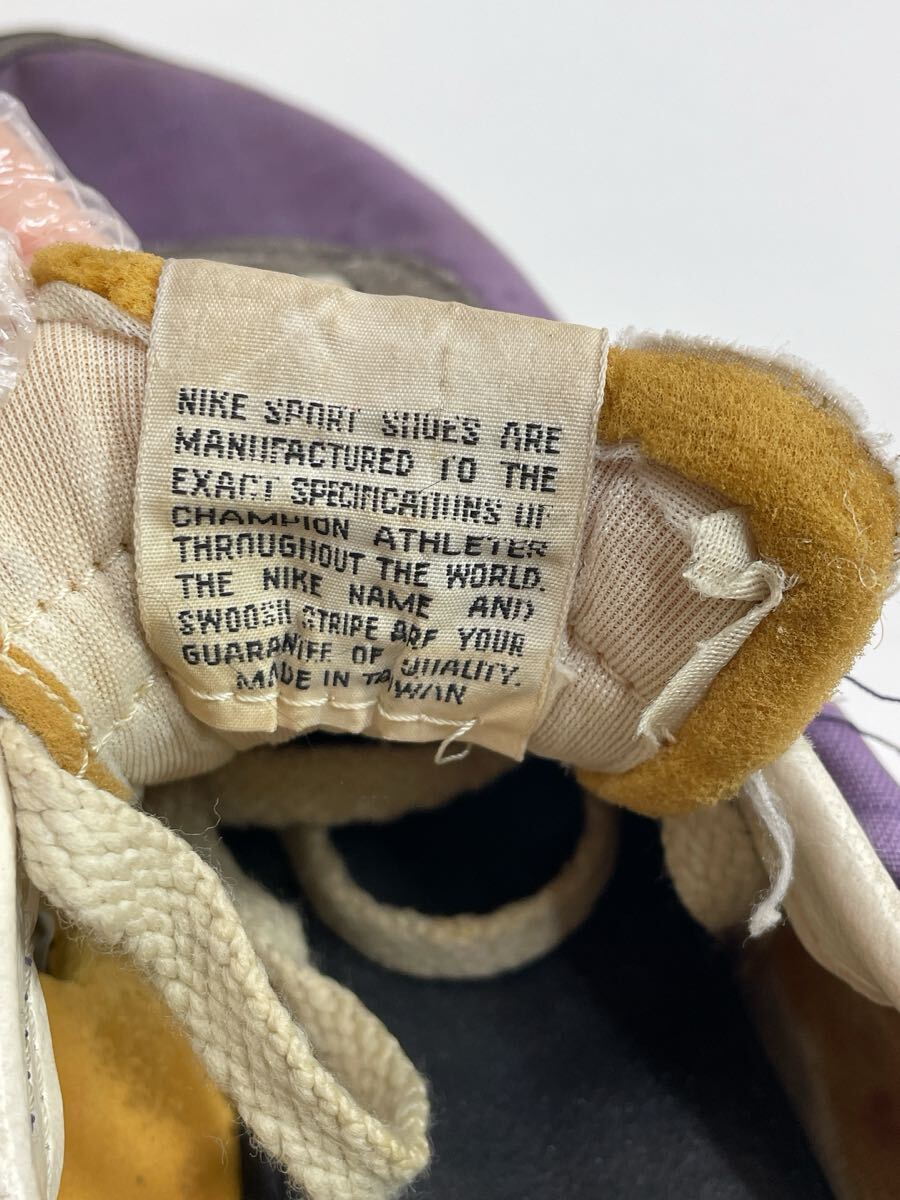 NIKE SPORT SHOES ARE
MANUFACTURED TO THE
EXACT SPECIFICATIONS OF
CHAMPION ATHLETER
THROUGHOUT THE WORLD.
THE NIKE NAME AND
SWOOSH STRIPE ARE YOUR
GUARANTEE OF QUALITY.
MADE IN TAIWAN